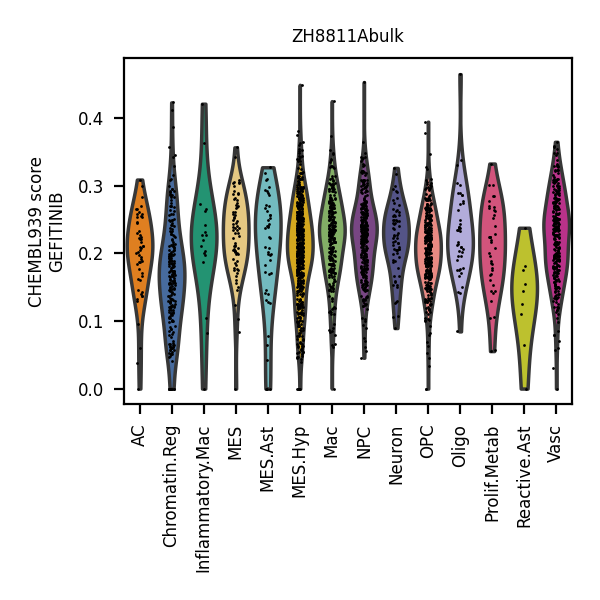 ZH8811Abulk
CHEMBL939 score
GEFITINIB
0.4
0.3
0.2
0.1
0.0
AC
Chromatin.Reg
Inflammatory.Mac
MES
MES.Ast
MES.Hyp
Mac
NPC
Neuron
OPC
Oligo
Prolif.Metab
Reactive.Ast
Vasc